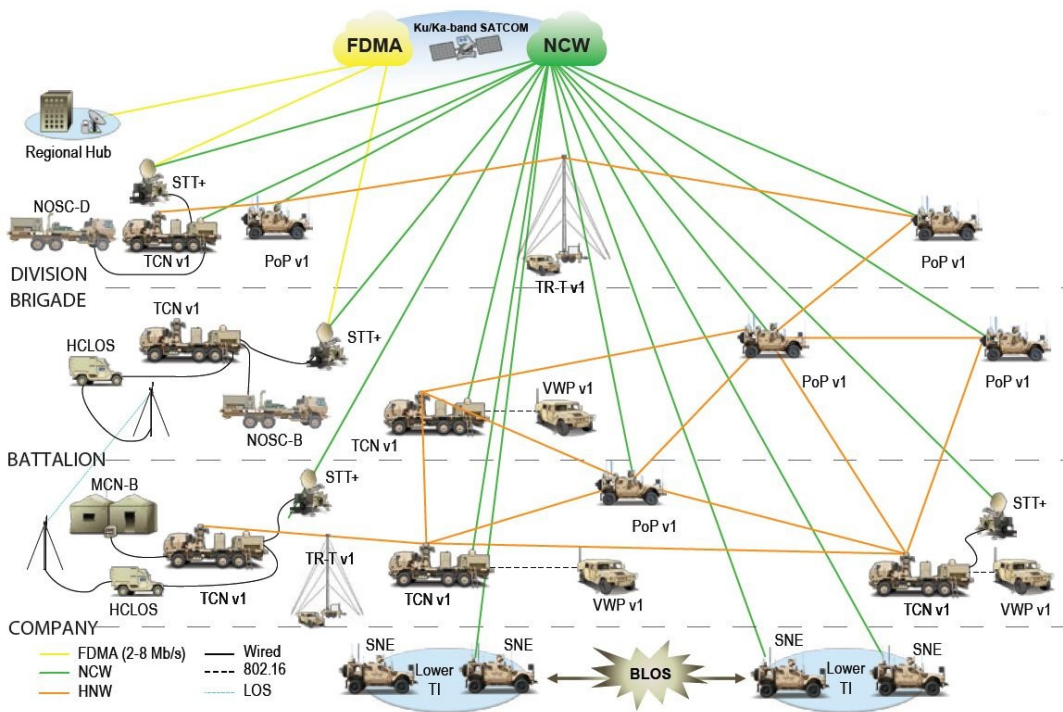 Ku/Ka-band SATCOM
FDMA
NCW
Regional Hub
STT+
NOSC-D
TCN v1
PoP v1
TR-T v1
PoP v1
DIVISION
BRIGADE
TCN v1
HCLOS
STT+
NOSC-B
VWP v1
TCN v1
PoP v1
PoP v1
BATTALION
MCN-B
STT+
PoP v1
STT+
TR-T v1
HCLOS
TCN v1
TCN v1
VWP v1
TCN v1
VWP v1
COMPANY
FDMA (2-8 Mb/s)
NCW
HNW
Wired
802.16
LOS
SNE
SNE
Lower
TI
BLOS
SNE
SNE
Lower
TI